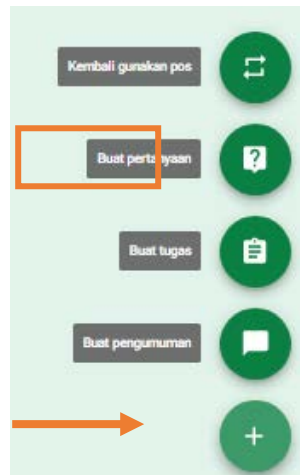 Kembali gunakan pos
Buat pertanyaan
Buat tugas
Buat pengumuman